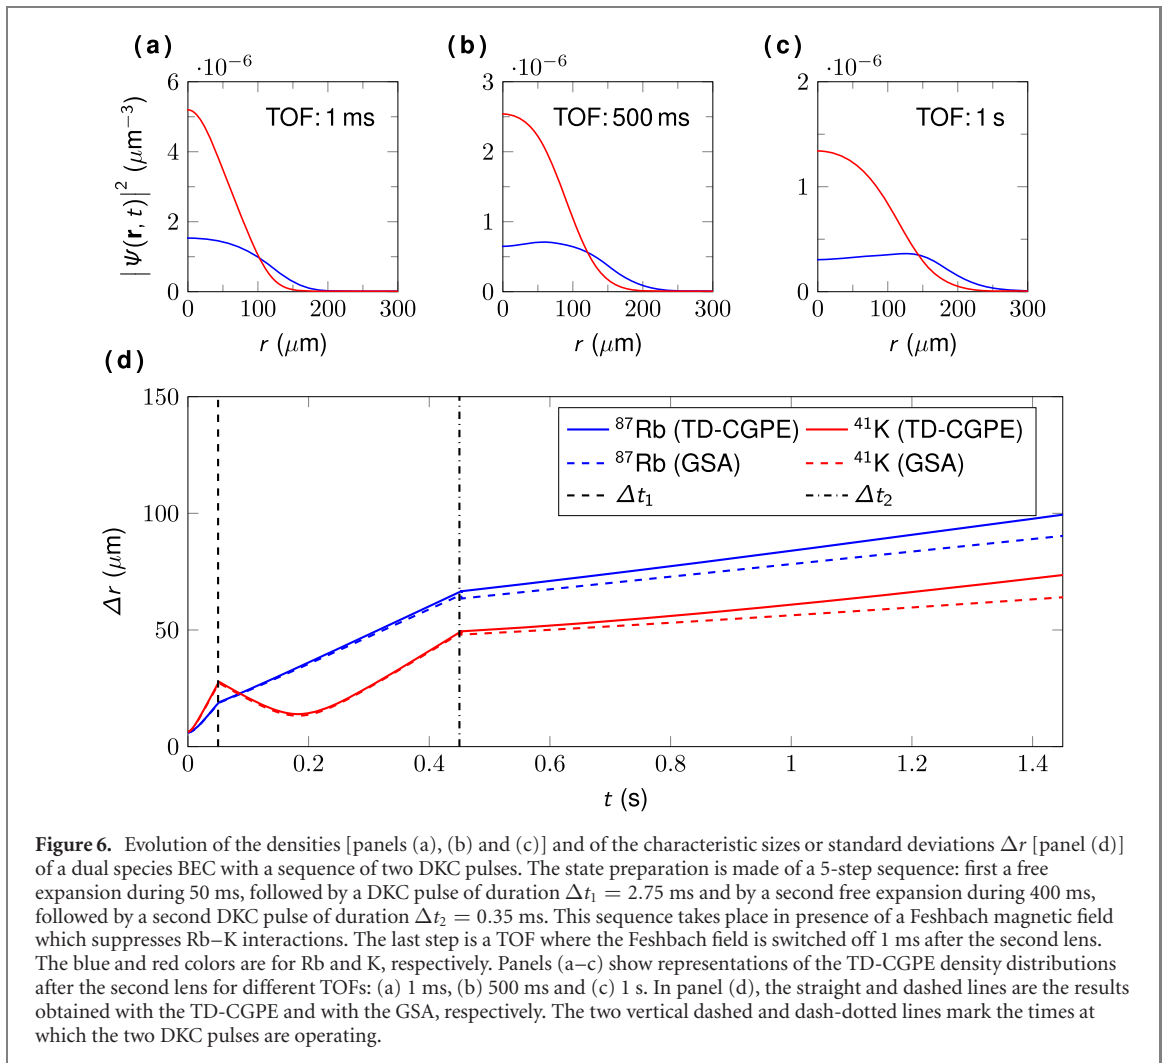 (a)
(b)
(c)
·10⁻⁶
·10⁻⁶
·10⁻⁶
TOF: 1 ms
TOF: 500 ms
TOF: 1 s
|Ψ(r, t)|² (μm⁻³)
6
4
2
0
3
2
1
0
2
1
0
0 100 200 300
0 100 200 300
0 100 200 300
r (μm)
r (μm)
r (μm)
(d)
150
100
50
0
Δr (μm)
⁸⁷Rb (TD-CGPE) ⁴¹K (TD-CGPE)
⁸⁷Rb (GSA) ⁴¹K (GSA)
Δt₁ Δt₂
0 0.2 0.4 0.6 0.8 1 1.2 1.4
t (s)
Figure 6. Evolution of the densities [panels (a), (b) and (c)] and of the characteristic sizes or standard deviations Δr [panel (d)]
of a dual species BEC with a sequence of two DKC pulses. The state preparation is made of a 5-step sequence: first a free
expansion during 50 ms, followed by a DKC pulse of duration Δt₁ = 2.75 ms and by a second free expansion during 400 ms,
followed by a second DKC pulse of duration Δt₂ = 0.35 ms. This sequence takes place in presence of a Feshbach magnetic field
which suppresses Rb–K interactions. The last step is a TOF where the Feshbach field is switched off 1 ms after the second lens.
The blue and red colors are for Rb and K, respectively. Panels (a–c) show representations of the TD-CGPE density distributions
after the second lens for different TOFs: (a) 1 ms, (b) 500 ms and (c) 1 s. In panel (d), the straight and dashed lines are the results
obtained with the TD-CGPE and with the GSA, respectively. The two vertical dashed and dash-dotted lines mark the times at
which the two DKC pulses are operating.